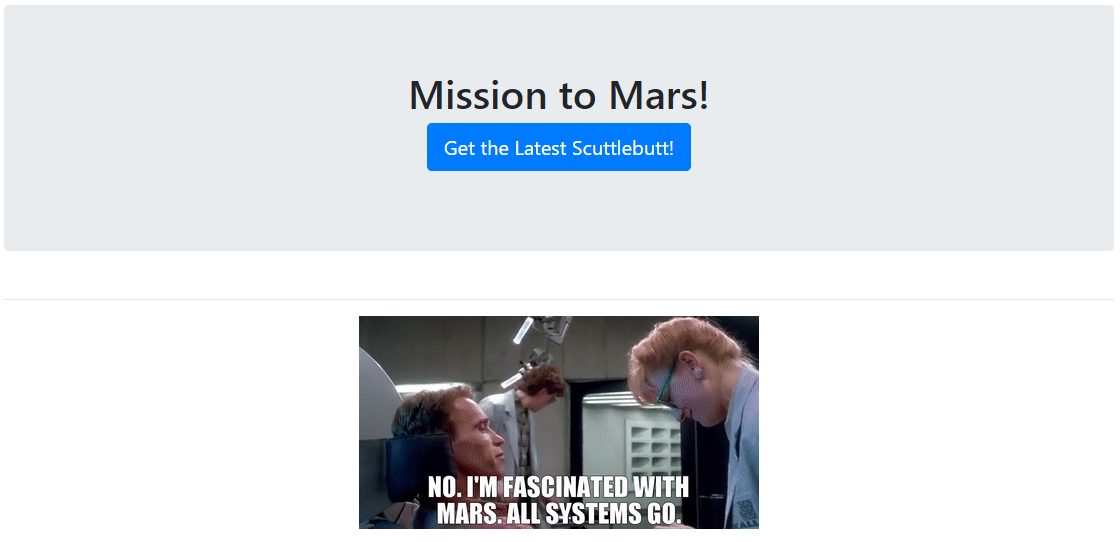 Mission to Mars!
Get the Latest Scuttlebutt!
NO. I'M FASCINATED WITH
MARS. ALL SYSTEMS GO.